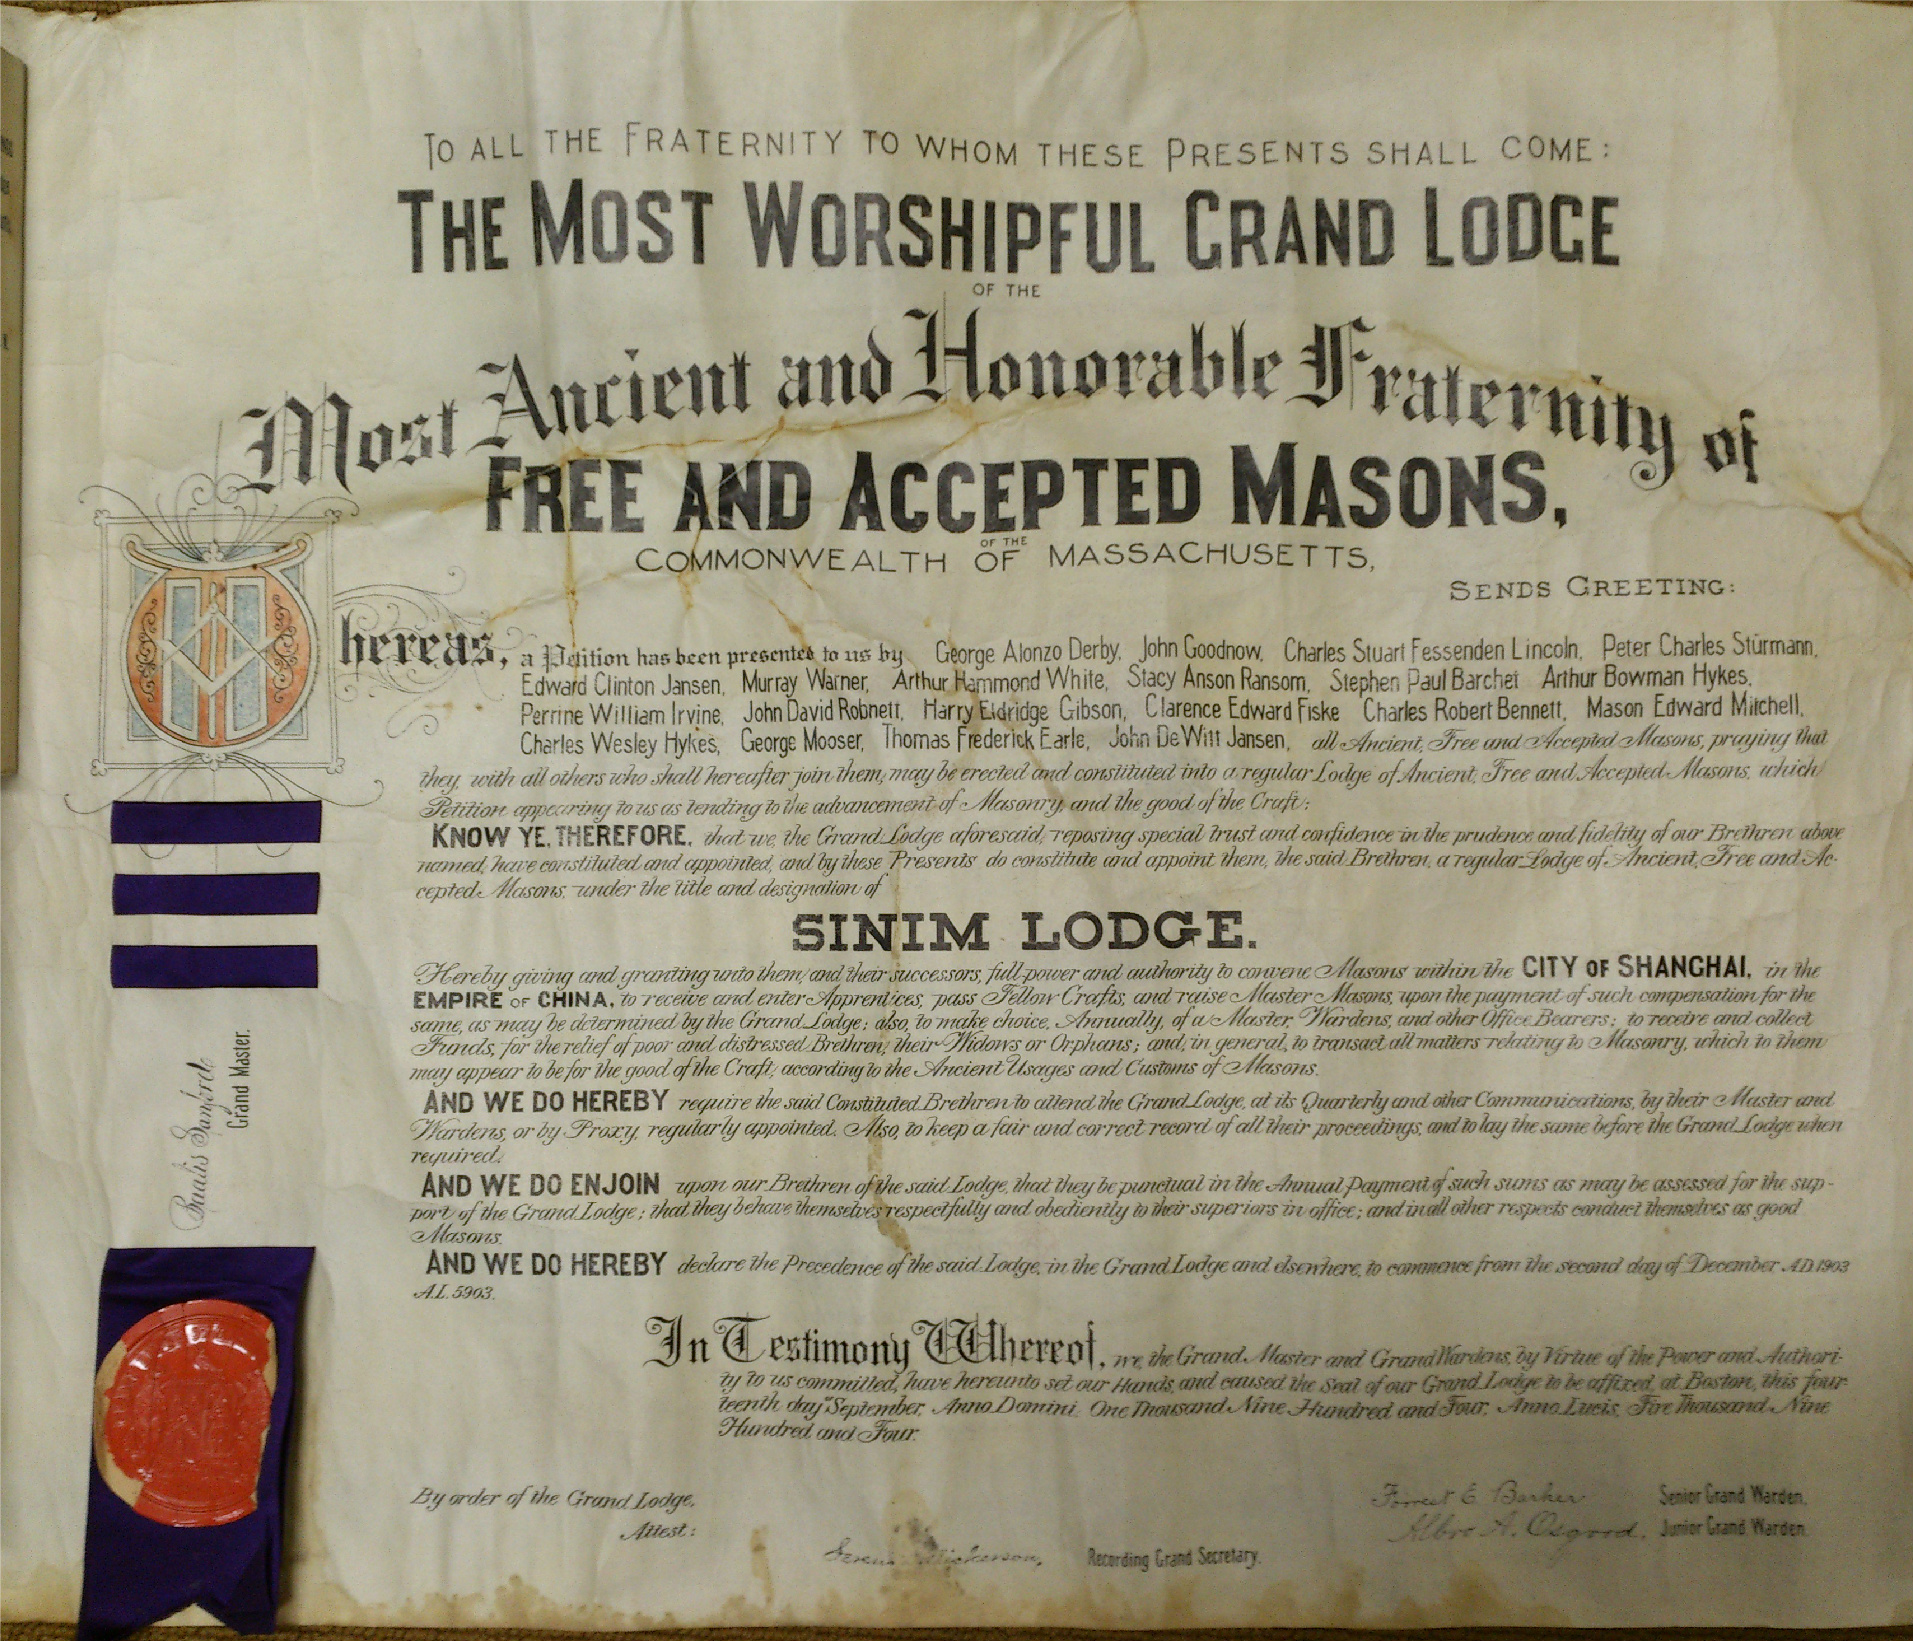 TO ALL THE FRATERNITY TO WHOM THESE PRESENTS SHALL COME:
THE MOST WORSHIPFUL GRAND LODGE
OF THE
Most Ancient and Honorable Fraternity of
FREE AND ACCEPTED MASONS,
OF THE
COMMONWEALTH OF MASSACHUSETTS,
SENDS GREETING:
Whereas, a Petition has been presented to us by George Alonzo Derby, John Goodnow, Charles Stuart Fessenden Lincoln, Peter Charles Stürmann,
Edward Clinton Jansen, Murray Warner, Arthur Hammond White, Stacy Anson Ransom, Stephen Paul Barchet Arthur Bowman Hykes,
Perrine William Irvine, John David Robnett, Harry Eldridge Gibson, Clarence Edward Fiske Charles Robert Bennett, Mason Edward Mitchell,
Charles Wesley Hykes, George Mooser, Thomas Frederick Earle, John DeWitt Jansen, all Ancient, Free and Accepted Masons, praying that
they, with all others who shall hereafter join them, may be erected and constituted into a regular Lodge of Ancient, Free and Accepted Masons, which
Petition appearing to us as tending to the advancement of Masonry, and the good of the Craft:
KNOW YE, THEREFORE, that we, the Grand Lodge aforesaid, reposing special trust and confidence in the prudence and fidelity of our Brethren above
named, have constituted and appointed, and by these Presents do constitute and appoint them, the said Brethren, a regular Lodge of Ancient, Free and Ac-
cepted Masons, under the title and designation of
SINIM LODGE.
Hereby giving and granting unto them, and their successors, full power and authority to convene Masons within the CITY OF SHANGHAI, in the
EMPIRE OF CHINA, to receive and enter Apprentices, pass Fellow Crafts, and raise Master Masons, upon the payment of such compensation for the
same, as may be determined by the Grand Lodge; also, to make choice, Annually, of a Master, Wardens, and other Office Bearers; to receive and collect
Funds, for the relief of poor and distressed Brethren, their Widows or Orphans; and, in general, to transact all matters relating to Masonry, which to them
may appear to be for the good of the Craft, according to the Ancient Usages and Customs of Masons.
AND WE DO HEREBY require the said Constituted Brethren to attend the Grand Lodge, at its Quarterly and other Communications, by their Master and
Wardens, or by Proxy, regularly appointed. Also, to keep a fair and correct record of all their proceedings, and to lay the same before the Grand Lodge when
required.
AND WE DO ENJOIN upon our Brethren of the said Lodge, that they be punctual in the Annual Payment of such sums as may be assessed for the sup-
port of the Grand Lodge; that they behave themselves respectfully and obediently to their superiors in office; and in all other respects conduct themselves as good
Masons.
AND WE DO HEREBY declare the Precedence of the said Lodge, in the Grand Lodge and elsewhere, to commence from the second day of December A.D. 1903
A.L. 5903.
In Testimony Whereof, we, the Grand Master and Grand Wardens, by Virtue of the Power and Authori-
ty to us committed, have hereunto set our Hands, and caused the Seal of our Grand Lodge to be affixed, at Boston, this four-
teenth day September, Anno Domini One Thousand Nine Hundred and Four, Anno Lucis, Five Thousand Nine
Hundred and Four.
By order of the Grand Lodge,
Attest:
Nickerson, Recording Grand Secretary.
Forrest E. Barker Senior Grand Warden.
Albro A. Osgood, Junior Grand Warden.
Baalis Sanford
Grand Master.